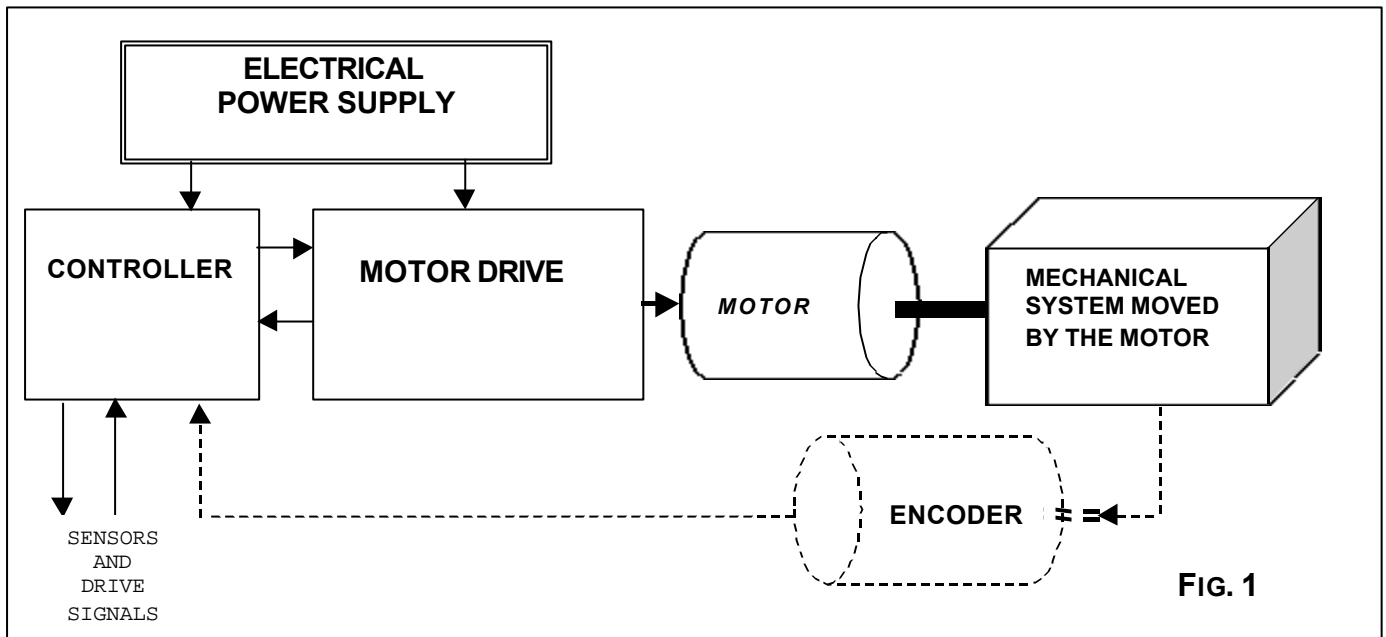 ELECTRICAL
POWER SUPPLY
CONTROLLER
MOTOR DRIVE
MOTOR
MECHANICAL
SYSTEM MOVED
BY THE MOTOR
ENCODER
SENSORS
AND
DRIVE
SIGNALS
FIG. 1